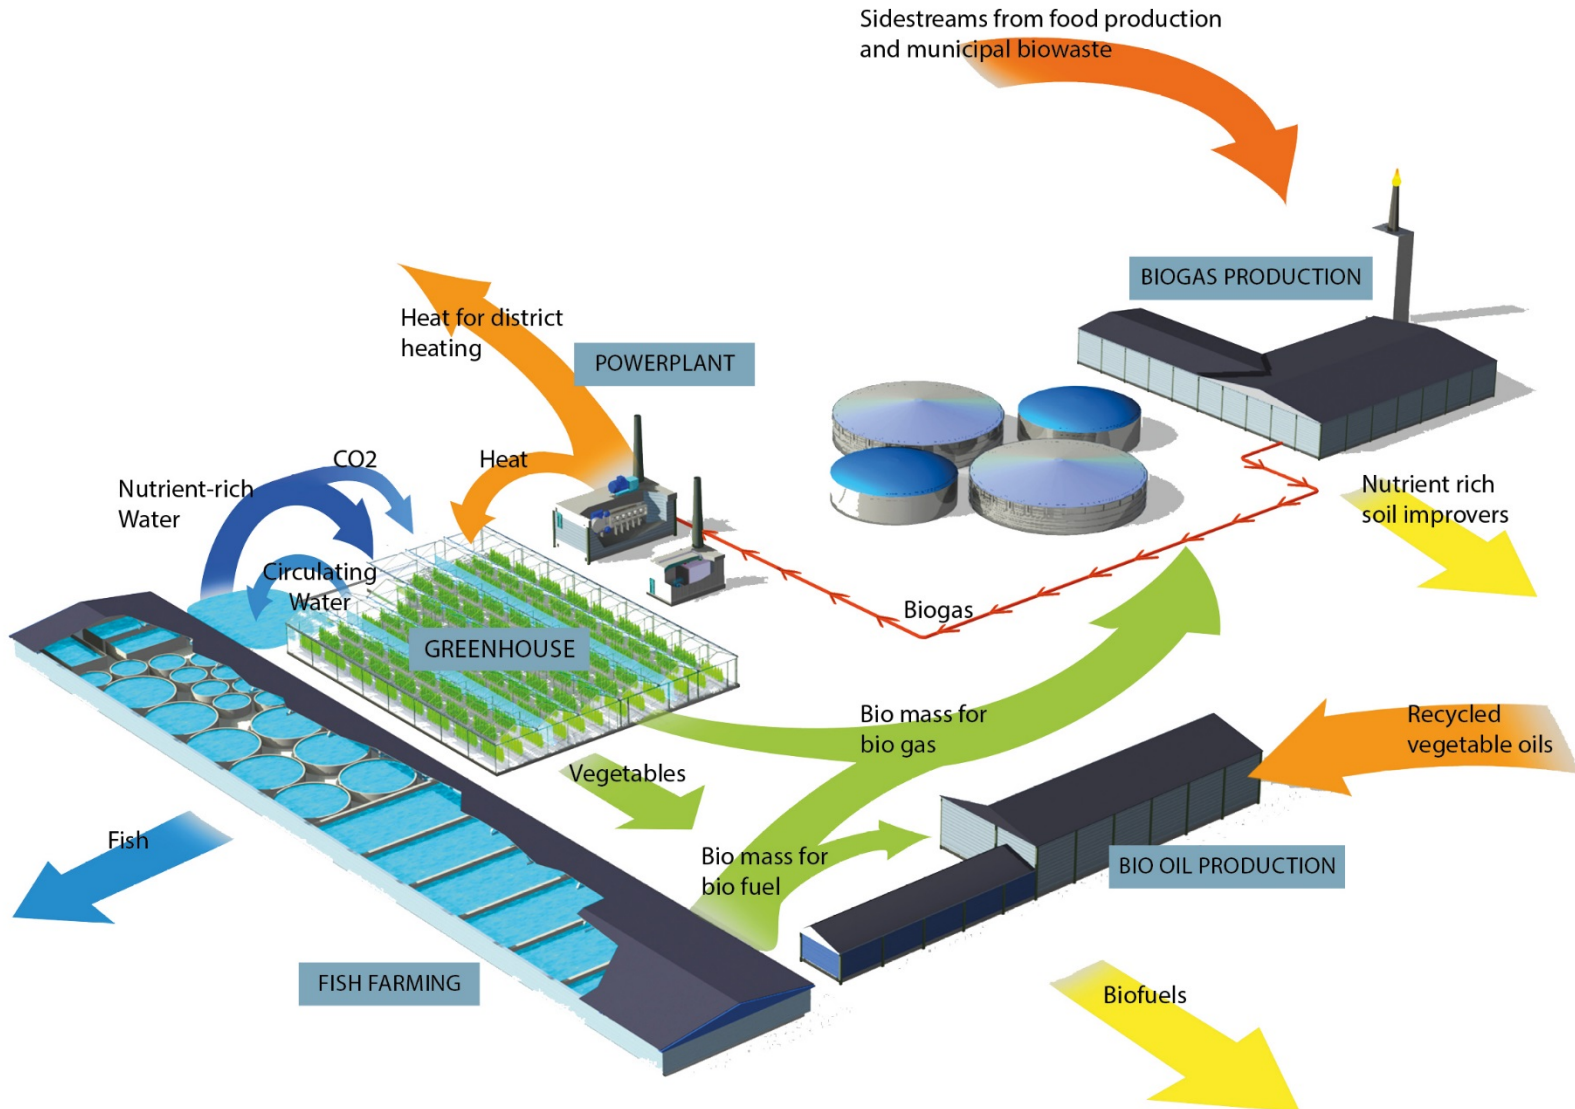 Sidestreams from food production
and municipal biowaste
BIOGAS PRODUCTION
Heat for district
heating
POWERPLANT
CO2
Heat
Nutrient-rich
Water
Nutrient rich
soil improvers
Circulating
Water
Biogas
GREENHOUSE
Bio mass for
bio gas
Recycled
vegetable oils
Vegetables
Fish
Bio mass for
bio fuel
BIO OIL PRODUCTION
FISH FARMING
Biofuels